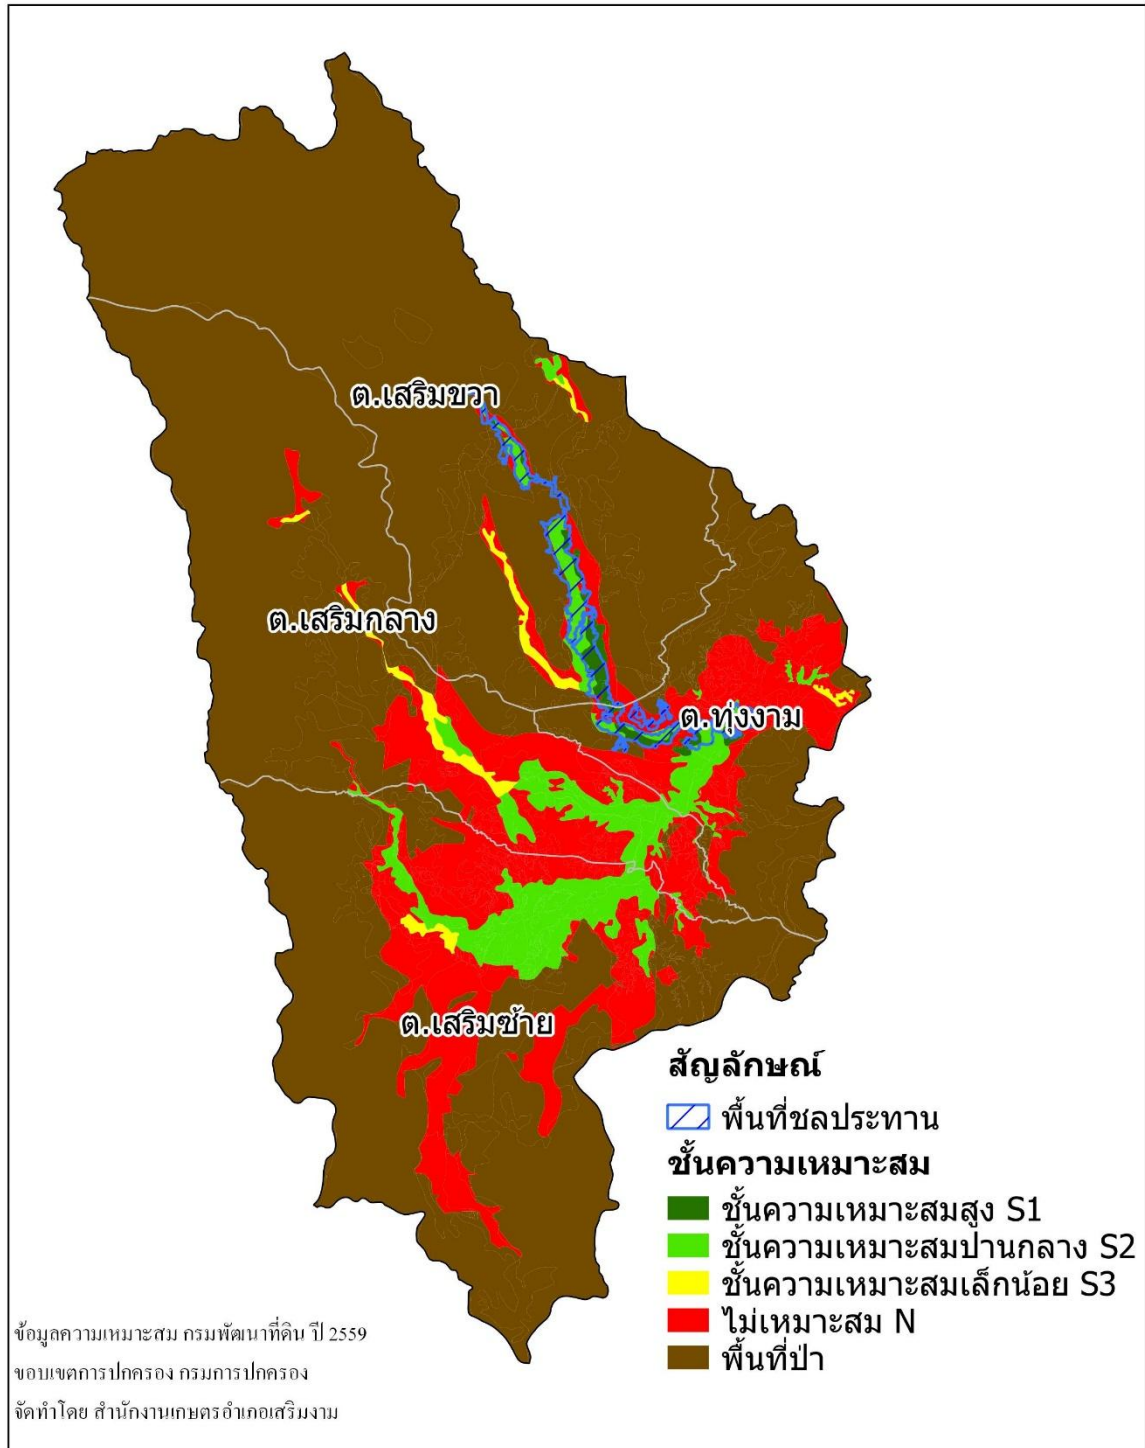 ต.เสริมขวา
ต.เสริมกลาง
ต.ทุ่งงาม
ต.เสริมซ้าย
สัญลักษณ์
พื้นที่ชลประทาน
ชั้นความเหมาะสม
ชั้นความเหมาะสมสูง S1
ชั้นความเหมาะสมปานกลาง S2
ชั้นความเหมาะสมเล็กน้อย S3
ไม่เหมาะสม N
พื้นที่ป่า
ข้อมูลความเหมาะสม กรมพัฒนาที่ดิน ปี 2559
ขอบเขตการปกครอง กรมการปกครอง
จัดทำโดย สำนักงานเกษตรอำเภอเสริมงาม